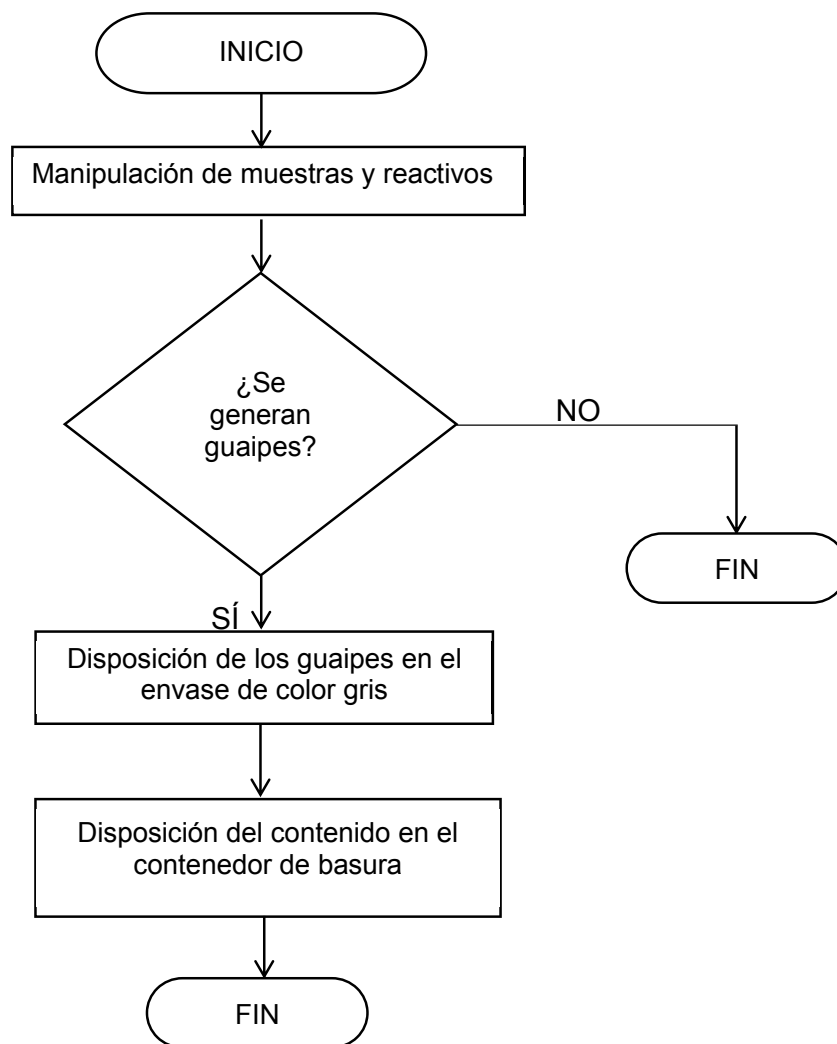 INICIO
Manipulación de muestras y reactivos
¿Se
generan
guaipes?
NO
FIN
SÍ
Disposición de los guaipes en el
envase de color gris
Disposición del contenido en el
contenedor de basura
FIN